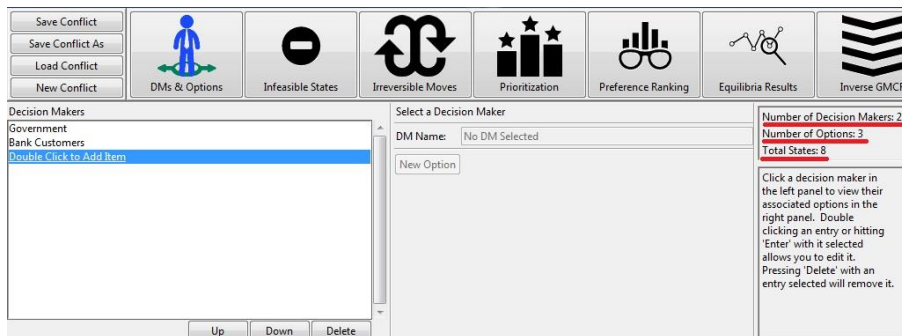 Save Conflict
Save Conflict As
Load Conflict
New Conflict
DMs & Options
Infeasible States
Irreversible Moves
Prioritization
Preference Ranking
Equilibria Results
Inverse GMCR
Decision Makers
Government
Bank Customers
Double Click to Add Item
Up
Down
Delete
Select a Decision Maker
DM Name:
No DM Selected
New Option
Number of Decision Makers: 2
Number of Options: 3
Total States: 8
Click a decision maker in
the left panel to view their
associated options in the
right panel. Double
clicking an entry or hitting
'Enter' with it selected
allows you to edit it.
Pressing 'Delete' with an
entry selected will remove it.